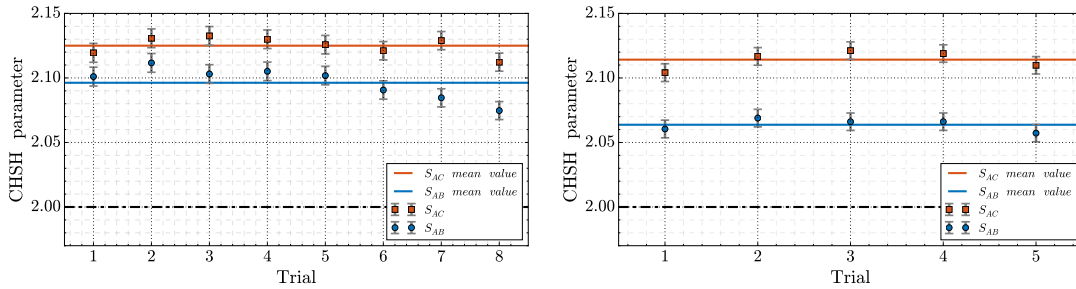 2.15
2.10
2.05
2.00
CHSH parameter
1 2 3 4 5 6 7 8
Trial
S_AC mean value
S_AB mean value
S_AC
S_AB
2.15
2.10
2.05
2.00
CHSH parameter
1 2 3 4 5
Trial
S_AC mean value
S_AB mean value
S_AC
S_AB